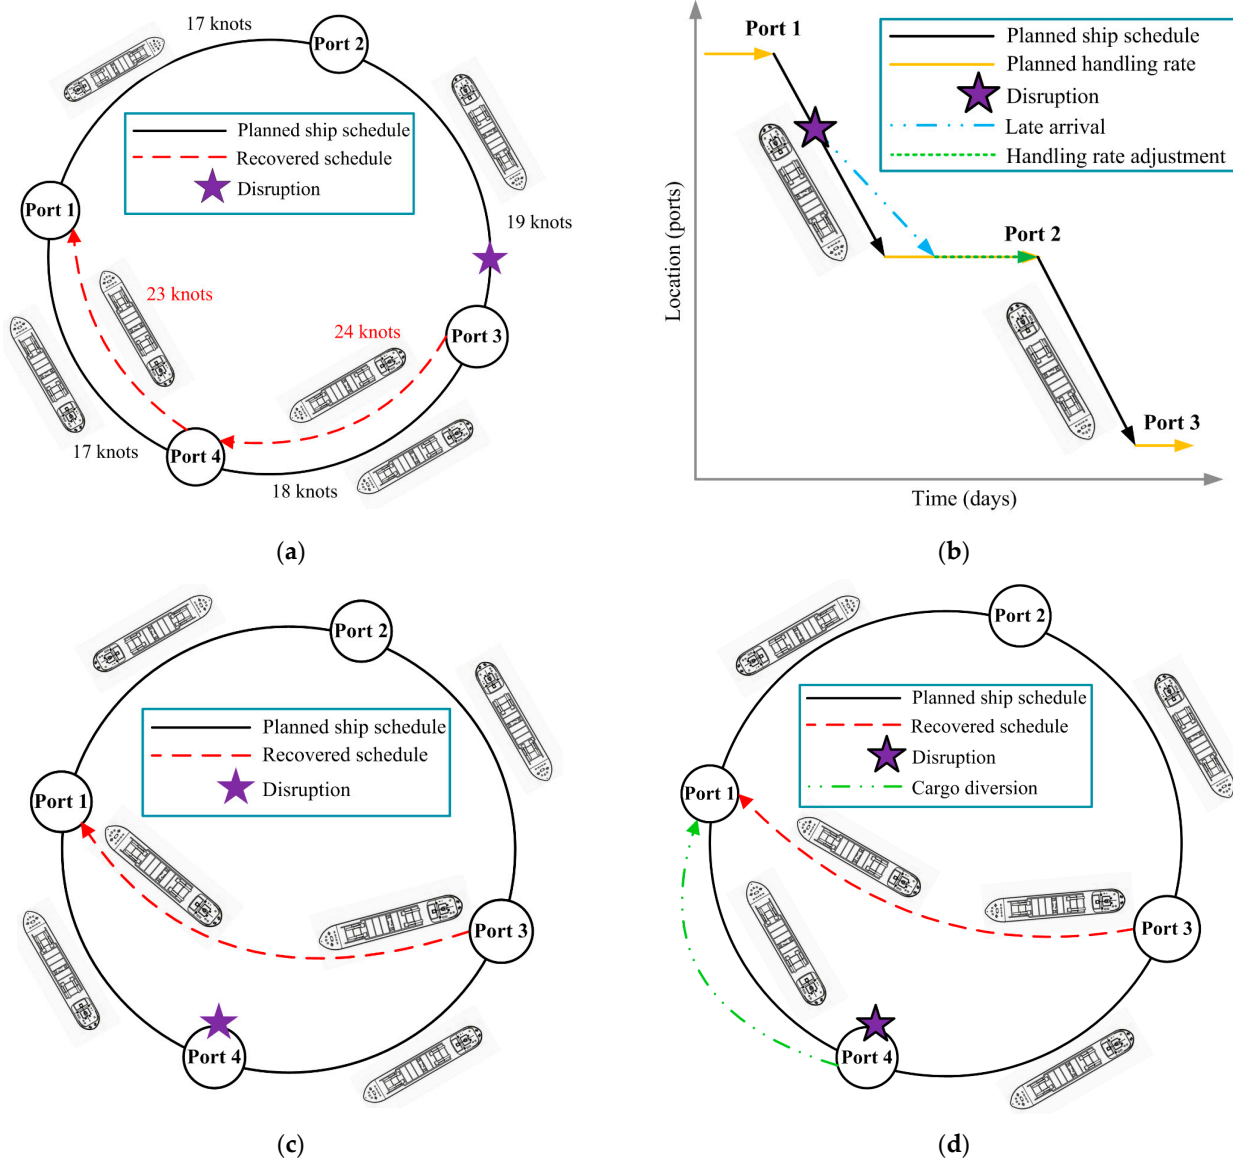 17 knots
Port 2
Planned ship schedule
Recovered schedule
Disruption
Port 1
19 knots
23 knots
24 knots
Port 3
17 knots
Port 4
18 knots
(a)
Port 1
Planned ship schedule
Planned handling rate
Disruption
Late arrival
Handling rate adjustment
Location (ports)
Port 2
Port 3
Time (days)
(b)
Port 2
Planned ship schedule
Recovered schedule
Disruption
Port 1
Port 3
Port 4
(c)
Port 2
Planned ship schedule
Recovered schedule
Disruption
Cargo diversion
Port 1
Port 3
Port 4
(d)